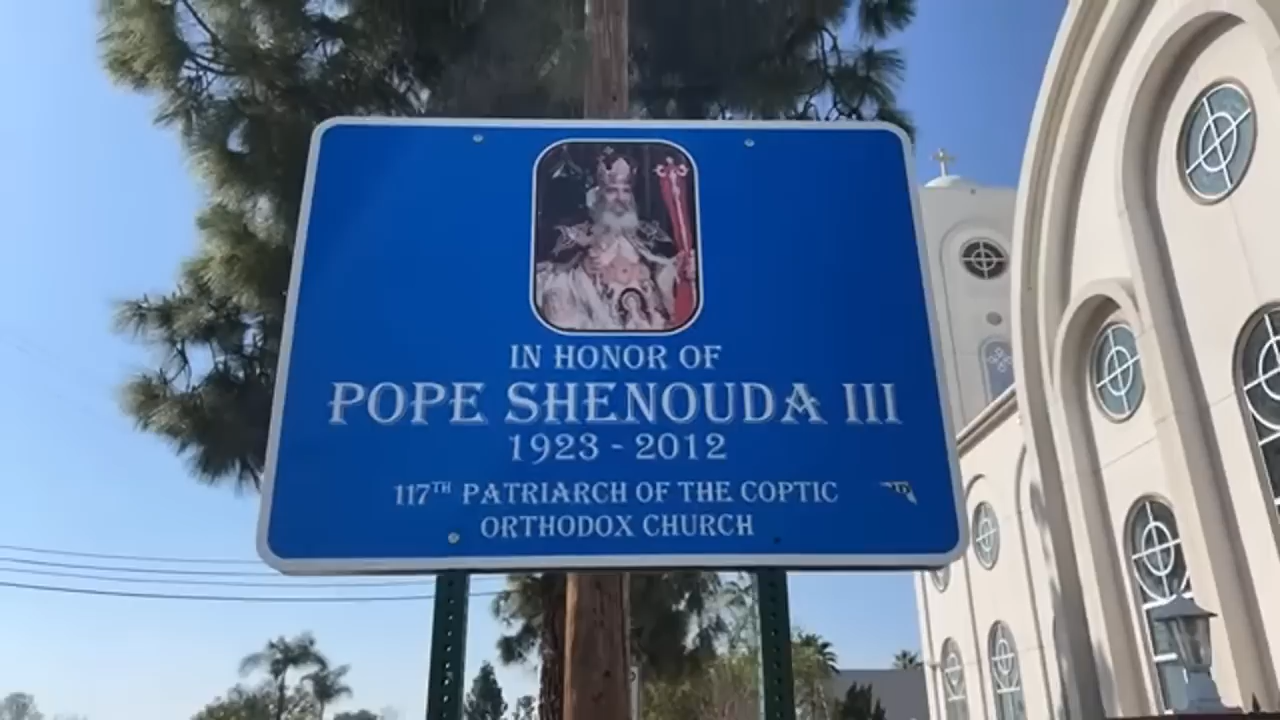 IN HONOR OF
POPE SHENOUDA III
1923 - 2012
117TH PATRIARCH OF THE COPTIC
ORTHODOX CHURCH